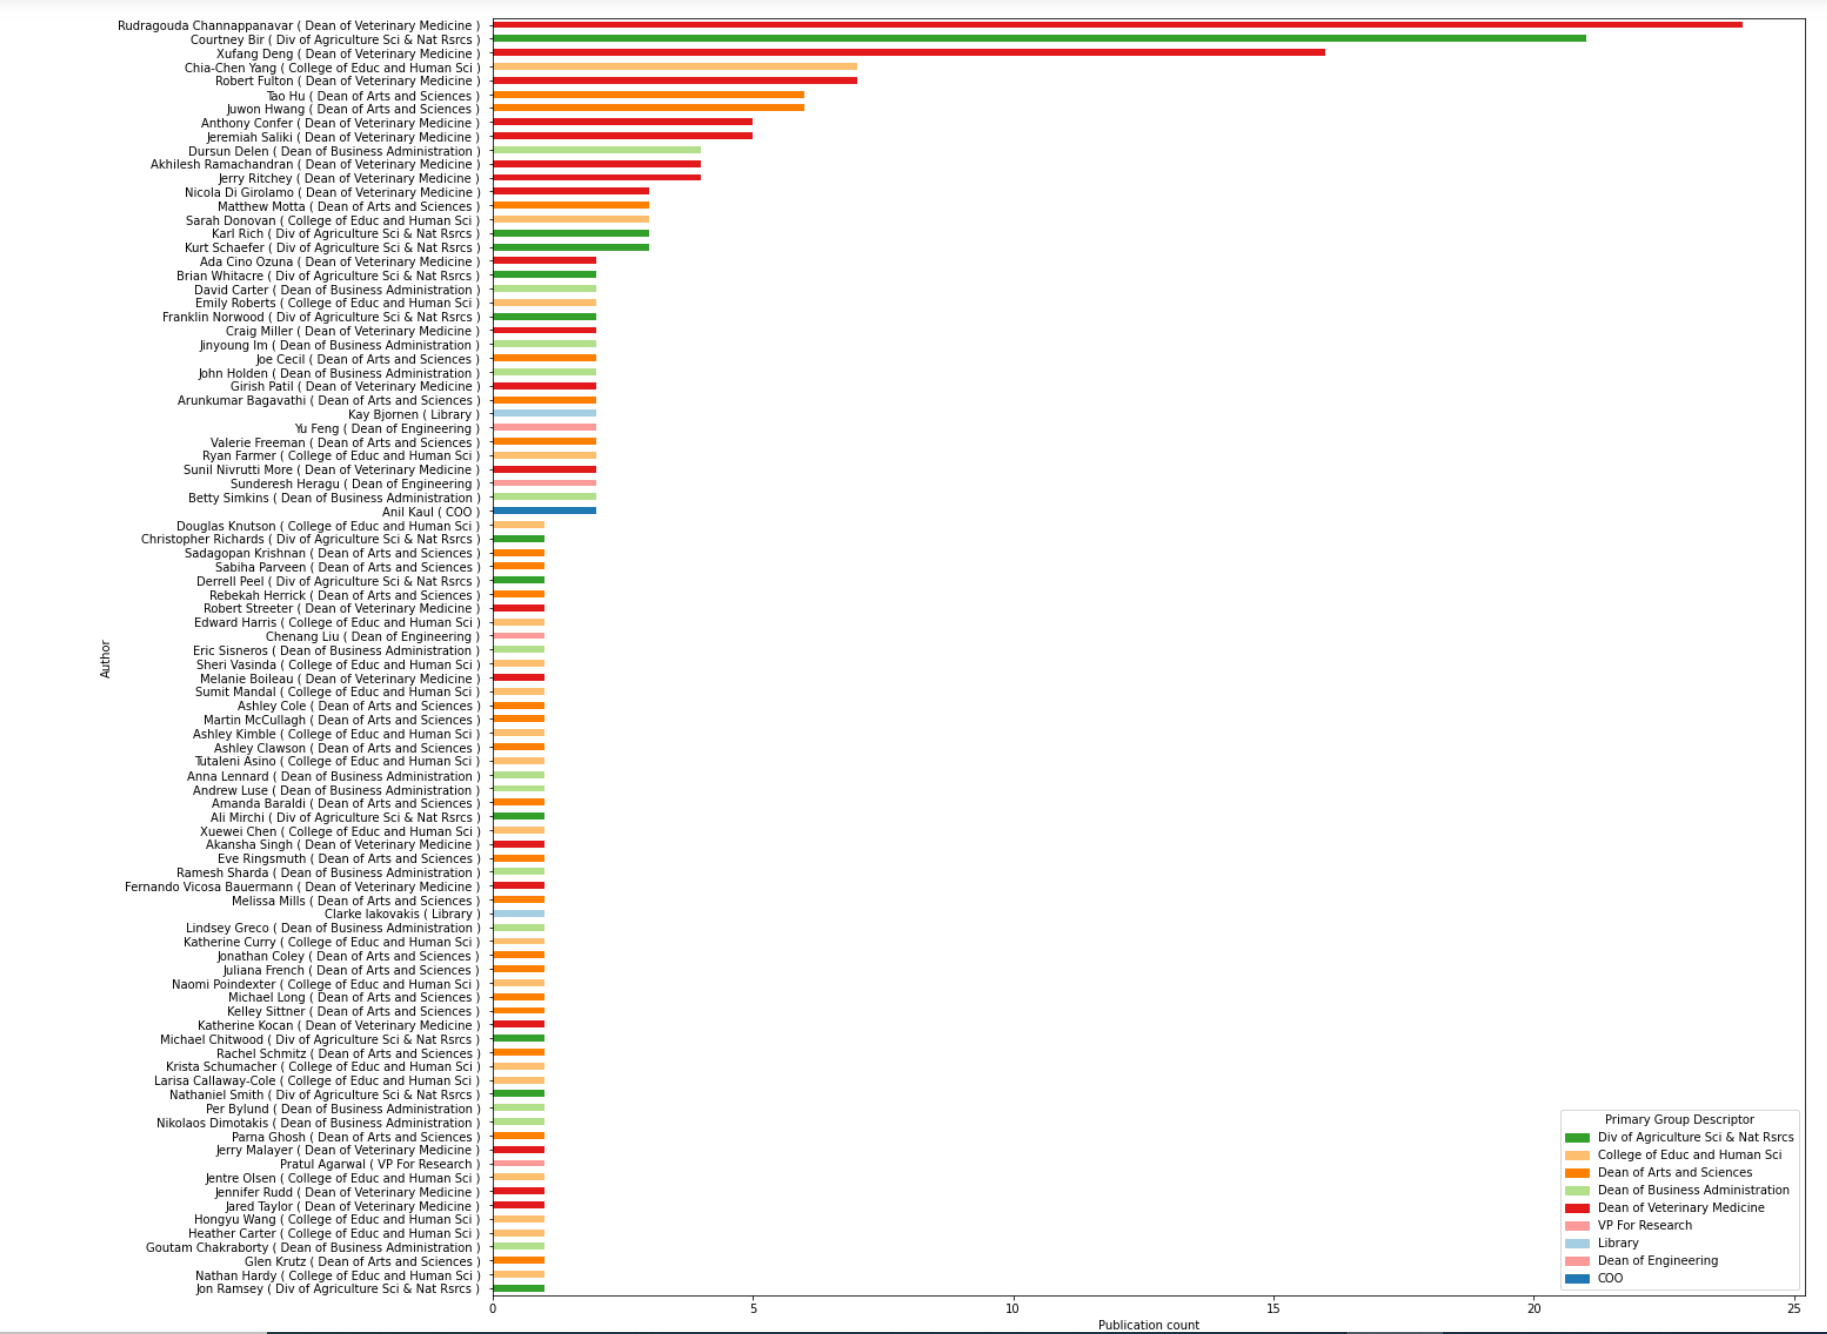 Rudragouda Channappanavar ( Dean of Veterinary Medicine )
Courtney Bir ( Div of Agriculture Sci & Nat Rsrcs )
Xufang Deng ( Dean of Veterinary Medicine )
Chia-Chen Yang ( College of Educ and Human Sci )
Robert Fulton ( Dean of Veterinary Medicine )
Tao Hu ( Dean of Arts and Sciences )
Juwon Hwang ( Dean of Arts and Sciences )
Anthony Confer ( Dean of Veterinary Medicine )
Jeremiah Saliki ( Dean of Veterinary Medicine )
Dursun Delen ( Dean of Business Administration )
Akhilesh Ramachandran ( Dean of Veterinary Medicine )
Jerry Ritchey ( Dean of Veterinary Medicine )
Nicola Di Girolamo ( Dean of Veterinary Medicine )
Matthew Motta ( Dean of Arts and Sciences )
Sarah Donovan ( College of Educ and Human Sci )
Karl Rich ( Div of Agriculture Sci & Nat Rsrcs )
Kurt Schaefer ( Div of Agriculture Sci & Nat Rsrcs )
Ada Cino Ozuna ( Dean of Veterinary Medicine )
Brian Whitacre ( Div of Agriculture Sci & Nat Rsrcs )
David Carter ( Dean of Business Administration )
Emily Roberts ( College of Educ and Human Sci )
Franklin Norwood ( Div of Agriculture Sci & Nat Rsrcs )
Craig Miller ( Dean of Veterinary Medicine )
Jinyoung Im ( Dean of Business Administration )
Joe Cecil ( Dean of Arts and Sciences )
John Holden ( Dean of Business Administration )
Girish Patil ( Dean of Veterinary Medicine )
Arunkumar Bagavathi ( Dean of Arts and Sciences )
Kay Bjornen ( Library )
Yu Feng ( Dean of Engineering )
Valerie Freeman ( Dean of Arts and Sciences )
Ryan Farmer ( College of Educ and Human Sci )
Sunil Nivrutti More ( Dean of Veterinary Medicine )
Sunderesh Heragu ( Dean of Engineering )
Betty Simkins ( Dean of Business Administration )
Anil Kaul ( COO )
Douglas Knutson ( College of Educ and Human Sci )
Christopher Richards ( Div of Agriculture Sci & Nat Rsrcs )
Sadagopan Krishnan ( Dean of Arts and Sciences )
Sabiha Parveen ( Dean of Arts and Sciences )
Derrell Peel ( Div of Agriculture Sci & Nat Rsrcs )
Rebekah Herrick ( Dean of Arts and Sciences )
Robert Streeter ( Dean of Veterinary Medicine )
Edward Harris ( College of Educ and Human Sci )
Chenang Liu ( Dean of Engineering )
Eric Sisneros ( Dean of Business Administration )
Sheri Vasinda ( College of Educ and Human Sci )
Melanie Boileau ( Dean of Veterinary Medicine )
Sumit Mandal ( College of Educ and Human Sci )
Ashley Cole ( Dean of Arts and Sciences )
Martin McCullagh ( Dean of Arts and Sciences )
Ashley Kimble ( College of Educ and Human Sci )
Ashley Clawson ( Dean of Arts and Sciences )
Tutaleni Asino ( College of Educ and Human Sci )
Anna Lennard ( Dean of Business Administration )
Andrew Luse ( Dean of Business Administration )
Amanda Baraldi ( Dean of Arts and Sciences )
Ali Mirchi ( Div of Agriculture Sci & Nat Rsrcs )
Xuewei Chen ( College of Educ and Human Sci )
Akansha Singh ( Dean of Veterinary Medicine )
Eve Ringsmuth ( Dean of Arts and Sciences )
Ramesh Sharda ( Dean of Business Administration )
Fernando Vicosa Bauermann ( Dean of Veterinary Medicine )
Melissa Mills ( Dean of Arts and Sciences )
Clarke Iakovakis ( Library )
Lindsey Greco ( Dean of Business Administration )
Katherine Curry ( College of Educ and Human Sci )
Jonathan Coley ( Dean of Arts and Sciences )
Juliana French ( Dean of Arts and Sciences )
Naomi Poindexter ( College of Educ and Human Sci )
Michael Long ( Dean of Arts and Sciences )
Kelley Sittner ( Dean of Arts and Sciences )
Katherine Kocan ( Dean of Veterinary Medicine )
Michael Chitwood ( Div of Agriculture Sci & Nat Rsrcs )
Rachel Schmitz ( Dean of Arts and Sciences )
Krista Schumacher ( College of Educ and Human Sci )
Larisa Callaway-Cole ( College of Educ and Human Sci )
Nathaniel Smith ( Div of Agriculture Sci & Nat Rsrcs )
Per Bylund ( Dean of Business Administration )
Nikolaos Dimotakis ( Dean of Business Administration )
Parna Ghosh ( Dean of Arts and Sciences )
Jerry Malayer ( Dean of Veterinary Medicine )
Pratul Agarwal ( VP For Research )
Jentre Olsen ( College of Educ and Human Sci )
Jennifer Rudd ( Dean of Veterinary Medicine )
Jared Taylor ( Dean of Veterinary Medicine )
Hongyu Wang ( College of Educ and Human Sci )
Heather Carter ( College of Educ and Human Sci )
Goutam Chakraborty ( Dean of Business Administration )
Glen Krutz ( Dean of Arts and Sciences )
Nathan Hardy ( College of Educ and Human Sci )
Jon Ramsey ( Div of Agriculture Sci & Nat Rsrcs )
Author
0 5 10 15 20 25
Publication count
Primary Group Descriptor
Div of Agriculture Sci & Nat Rsrcs
College of Educ and Human Sci
Dean of Arts and Sciences
Dean of Business Administration
Dean of Veterinary Medicine
VP For Research
Library
Dean of Engineering
COO